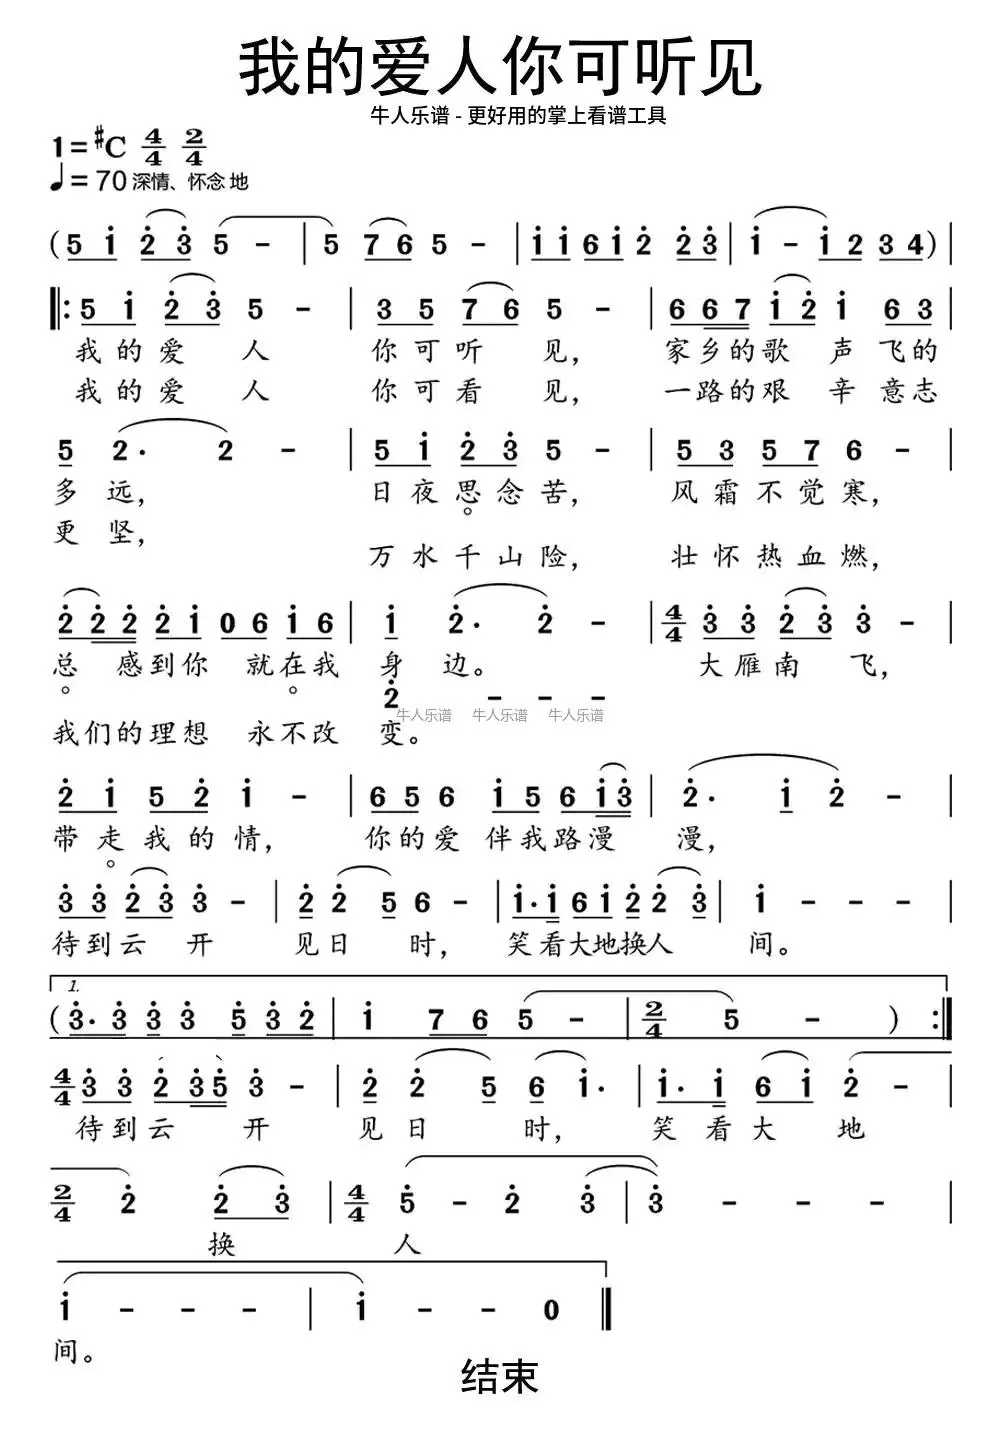 我的爱人你可听见
牛人乐谱 - 更好用的掌上看谱工具
1=#C 4/4 2/4
♩=70 深情、怀念地
( 5 i 2 3 5 - | 5 7 6 5 - | i i 6 i 2 2 3 | i - i 2 3 4 ) |
‖: 5 i 2 3 5 - | 3 5 7 6 5 - | 6 6 7 i 2 i 6 3 |
我的爱 人 你可听 见， 家乡的歌 声 飞的
我的爱 人 你可看 见， 一路的艰 辛 意志
5 2· 2 - | 5 i 2 3 5 - | 5 3 5 7 6 - |
多 远， 日夜思念苦， 风霜不觉寒，
更 坚，
万水千山险， 壮怀热血燃，
2 2 2 2 i 0 6 i 6 | i 2· 2 - | 4/4 3 3 2 3 3 - |
总 感到你 就在我 身 边。 大雁南 飞，
2 - - -
牛人乐谱 牛人乐谱 牛人乐谱
我们的理想 永不改 变。
2 i 5 2 i - | 6 5 6 i 5 6 i 3 | 2· i 2 - |
带走我的情， 你的爱 伴我路漫 漫，
3 3 2 3 3 - | 2 2 5 6 - | i· i 6 i 2 2 3 | i - - - |
待到云 开 见日 时， 笑看大地换人 间。
1.
( 3· 3 3 3 5 3 2 | i 7 6 5 - | 2/4 5 - ) :‖
4/4 3 3 2 3 5 3 - | 2 2 5 6 i· | i· i 6 i 2 - |
待到云 开 见日 时， 笑看大 地
2/4 2 2 3 | 4/4 5 - 2 3 | 3 - - - |
换 人
i - - - | i - - 0 ‖
间。
结束